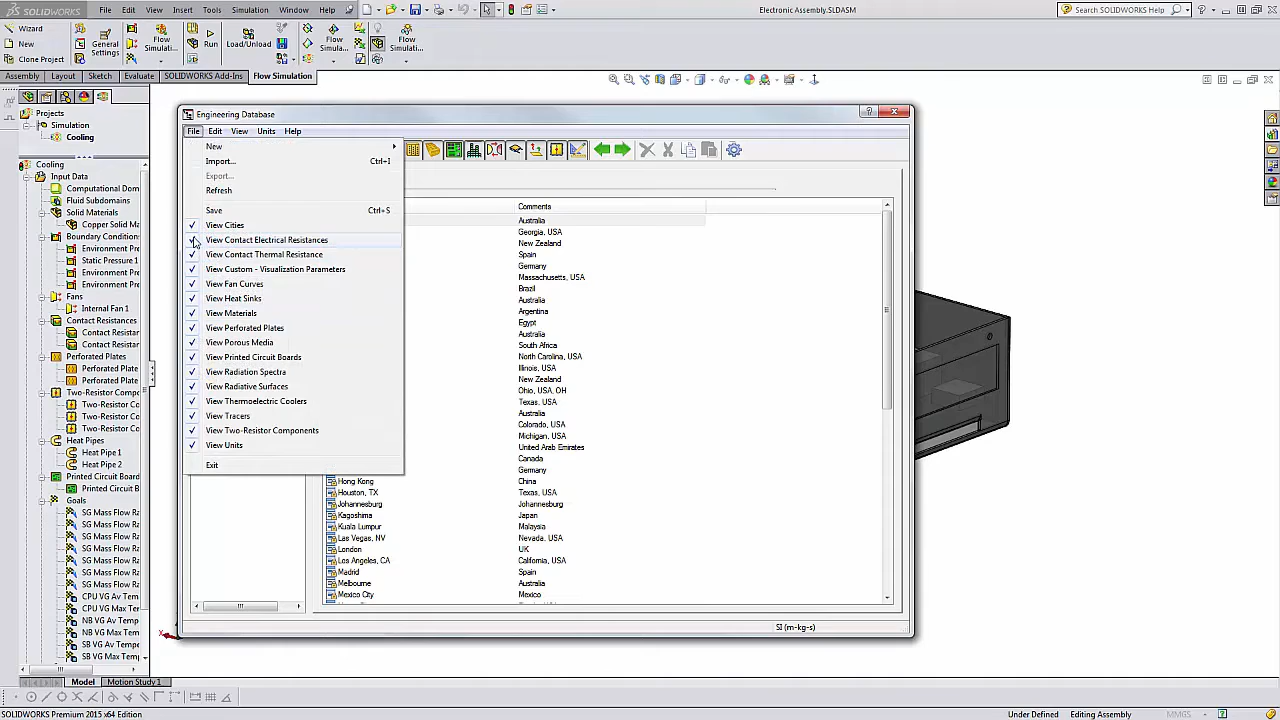 SOLIDWORKS
File Edit View Insert Tools Simulation Window Help
Electronic Assembly.SLDASM
Search SOLIDWORKS Help
Wizard
New
Clone Project
General Settings
Flow Simulati...
Run
Load/Unload
Flow Simula...
Flow Simulati...
Assembly Layout Sketch Evaluate SOLIDWORKS Add-Ins Flow Simulation
Projects
Simulation
Cooling
Cooling
Input Data
Computational Dom
Fluid Subdomains
Solid Materials
Copper Solid Ma
Boundary Conditions
Environment Pre
Static Pressure 1
Environment Pre
Environment Pre
Fans
Internal Fan 1
Contact Resistances
Contact Resistar
Contact Resistar
Perforated Plates
Perforated Plate
Perforated Plate
Two-Resistor Compc
Two-Resistor Co
Two-Resistor Co
Two-Resistor Co
Heat Pipes
Heat Pipe 1
Heat Pipe 2
Printed Circuit Board
Printed Circuit B
Goals
SG Mass Flow Ra
SG Mass Flow Ra
SG Mass Flow Ra
SG Mass Flow Ra
SG Mass Flow Ra
SG Mass Flow Ra
SG Mass Flow Ra
CPU VG Av Temp
CPU VG Max Tem
NB VG Av Temp
NB VG Max Temp
SB VG Av Temp
SB VG Max Temp
Engineering Database
File Edit View Units Help
New
Import... Ctrl+I
Export...
Refresh
Save Ctrl+S
View Cities
View Contact Electrical Resistances
View Contact Thermal Resistance
View Custom - Visualization Parameters
View Fan Curves
View Heat Sinks
View Materials
View Perforated Plates
View Porous Media
View Printed Circuit Boards
View Radiation Spectra
View Radiative Surfaces
View Thermoelectric Coolers
View Tracers
View Two-Resistor Components
View Units
Exit
Comments
Australia
Georgia, USA
New Zealand
Spain
Germany
Massachusetts, USA
Brazil
Australia
Argentina
Egypt
Australia
South Africa
North Carolina, USA
Illinois, USA
New Zealand
Ohio, USA, OH
Texas, USA
Australia
Colorado, USA
Michigan, USA
United Arab Emirates
Canada
Germany
Hong Kong China
Houston, TX Texas, USA
Johannesburg Johannesburg
Kagoshima Japan
Kuala Lumpur Malaysia
Las Vegas, NV Nevada, USA
London UK
Los Angeles, CA California, USA
Madrid Spain
Melbourne Australia
Mexico City Mexico
SI (m-kg-s)
X
Model Motion Study 1
SOLIDWORKS Premium 2015 x64 Edition
Under Defined Editing Assembly MMGS